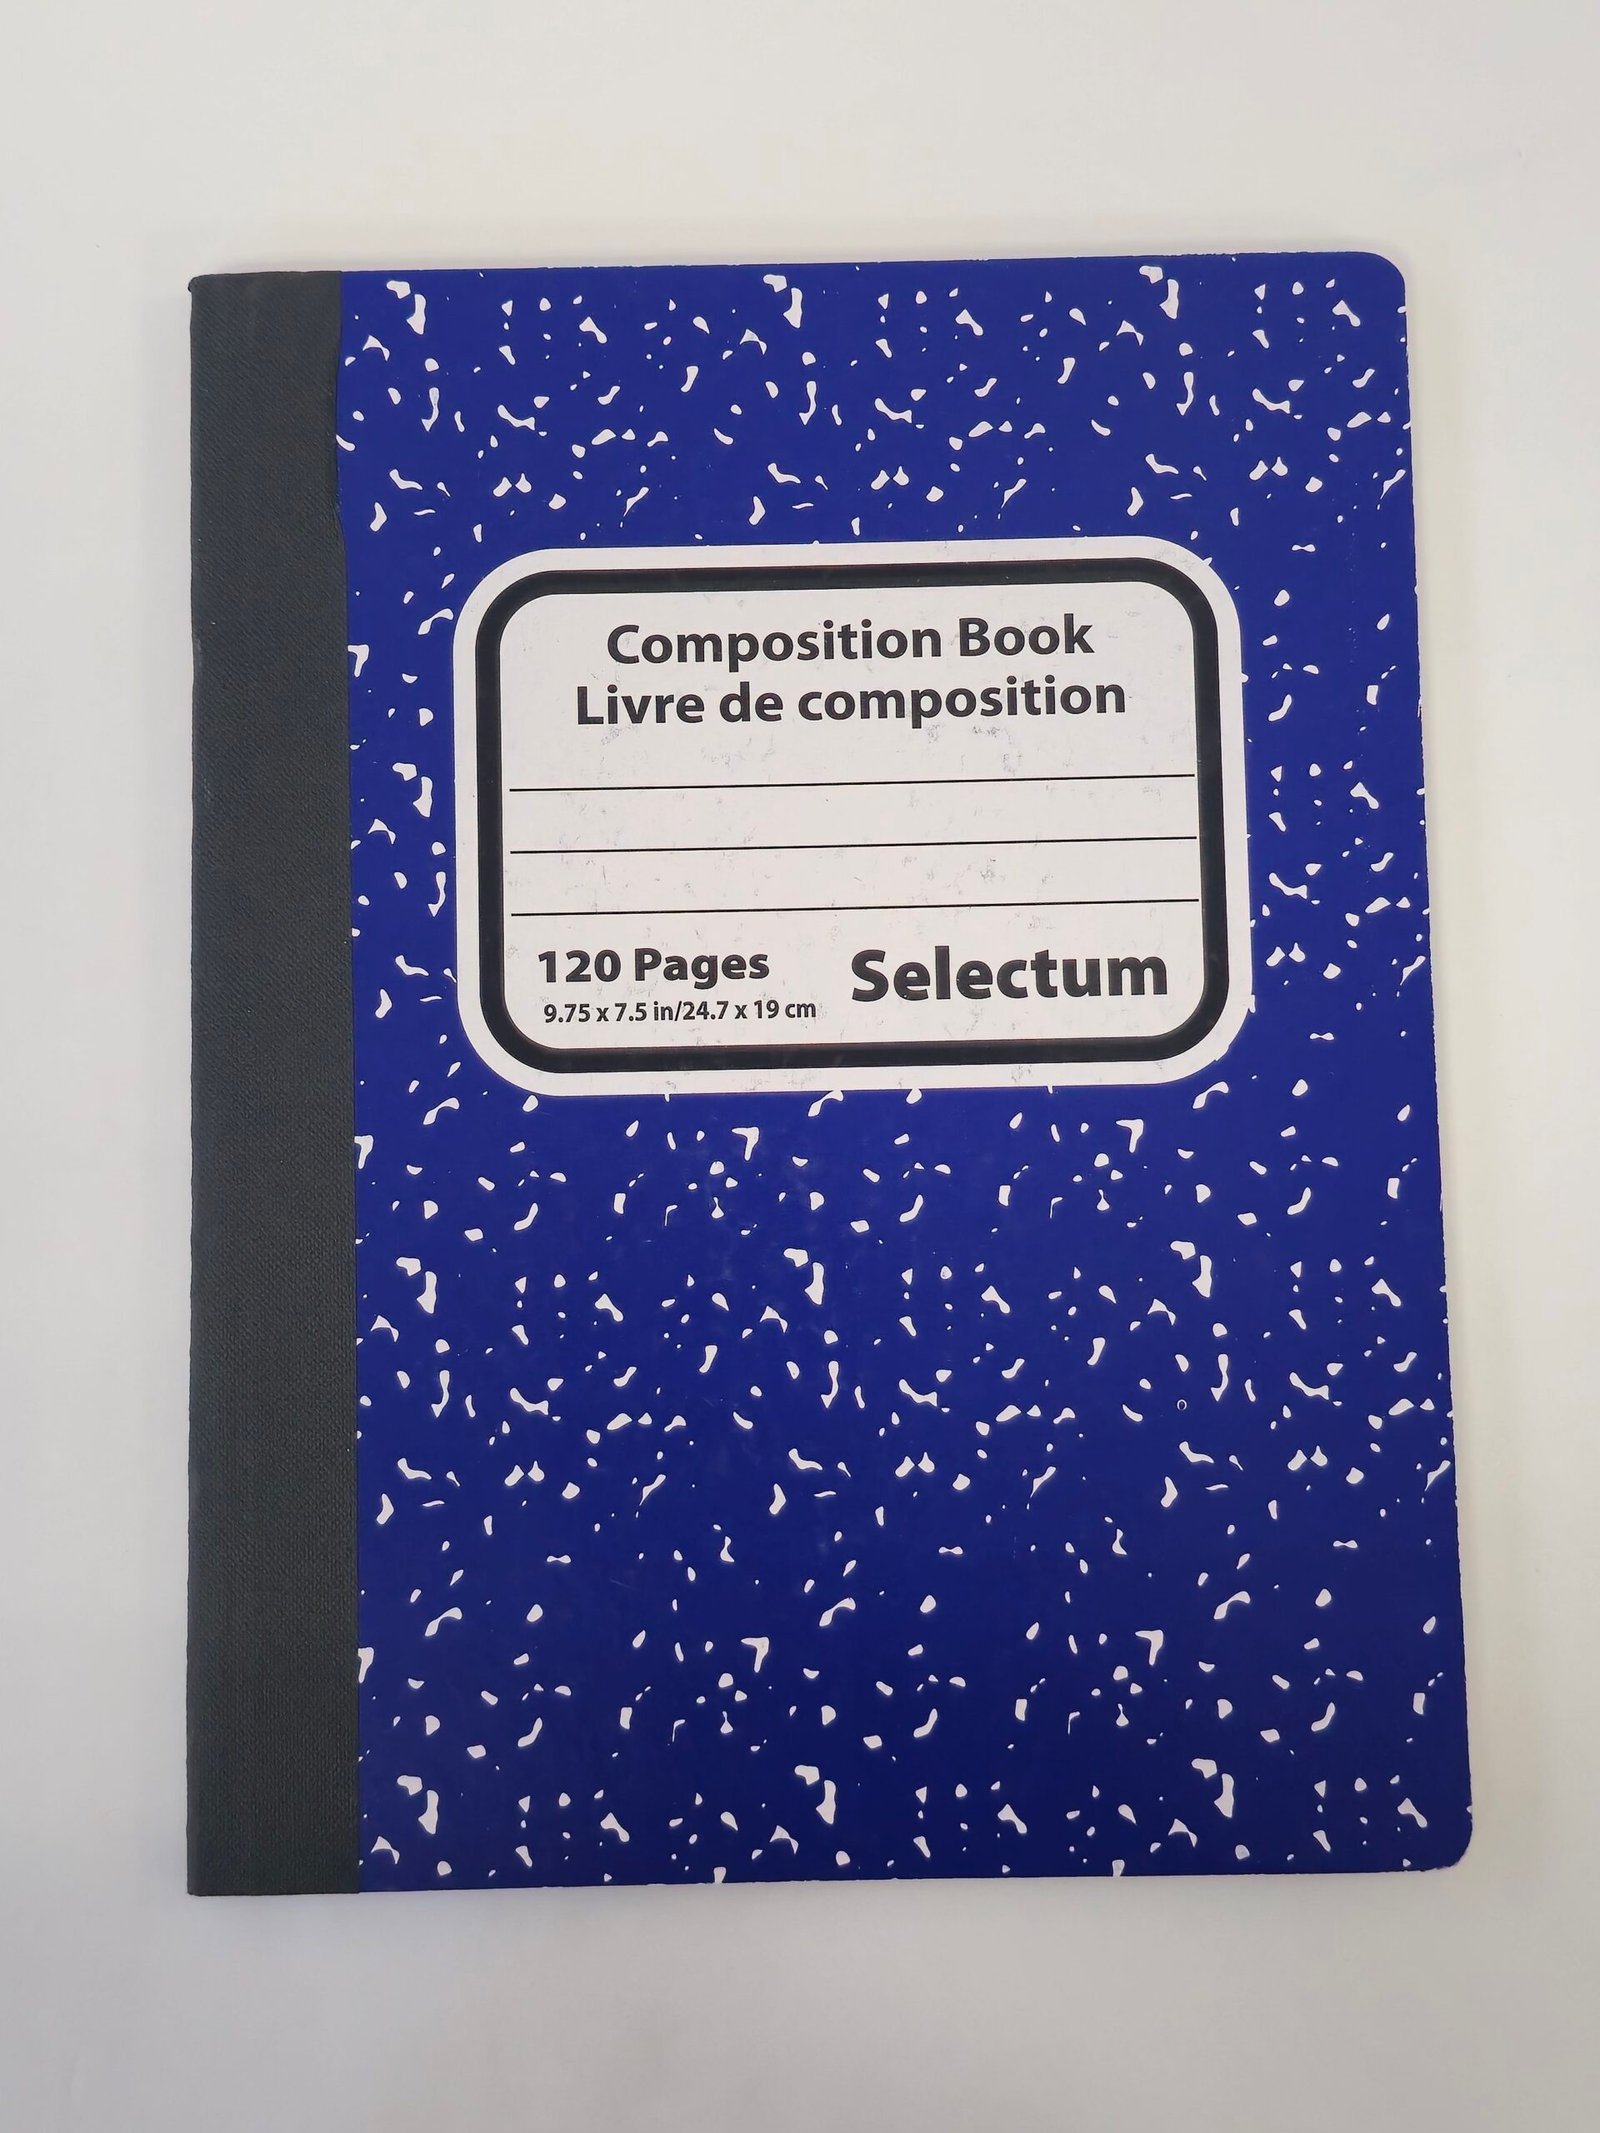 Composition Book
Livre de composition
120 Pages
9.75 x 7.5 in/24.7 x 19 cm
Selectum